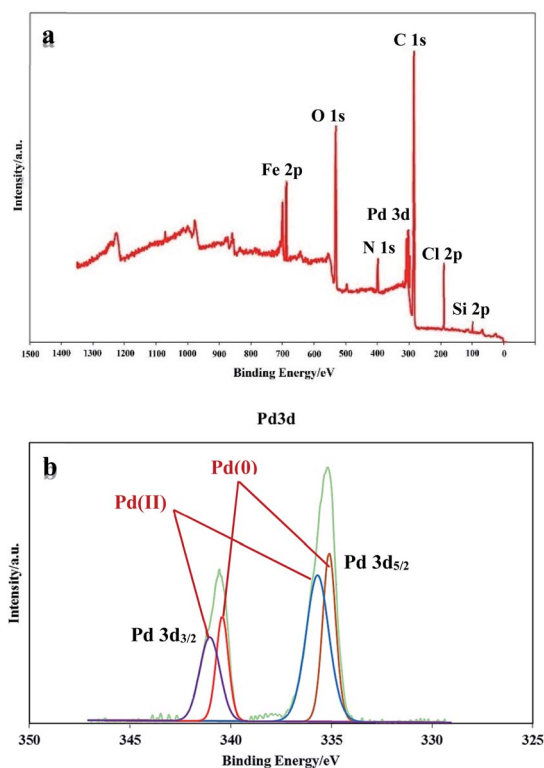 a
C 1s
O 1s
Fe 2p
Pd 3d
N 1s
Cl 2p
Si 2p
Intensity/a.u.
1500 1400 1300 1200 1100 1000 900 800 700 600 500 400 300 200 100 0
Binding Energy/eV
Pd3d
b
Pd(0)
Pd(II)
Pd 3d5/2
Pd 3d3/2
Intensity/a.u.
350 345 340 335 330 325
Binding Energy/eV